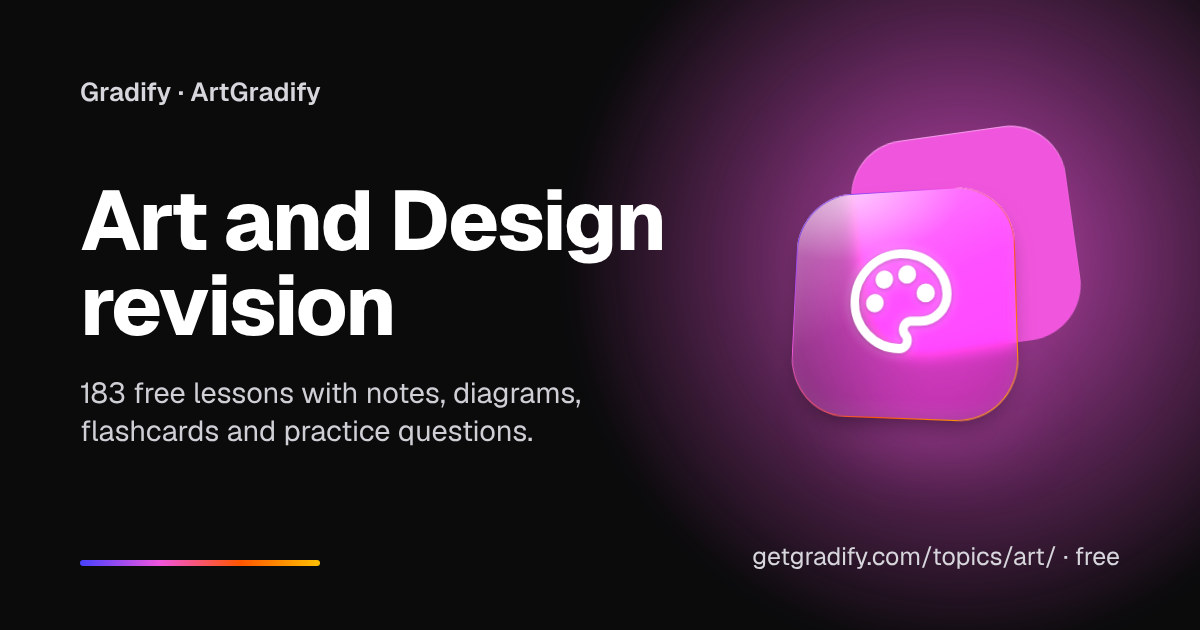 Gradify · ArtGradify
Art and Design
revision
183 free lessons with notes, diagrams,
flashcards and practice questions.
getgradify.com/topics/art/ · free